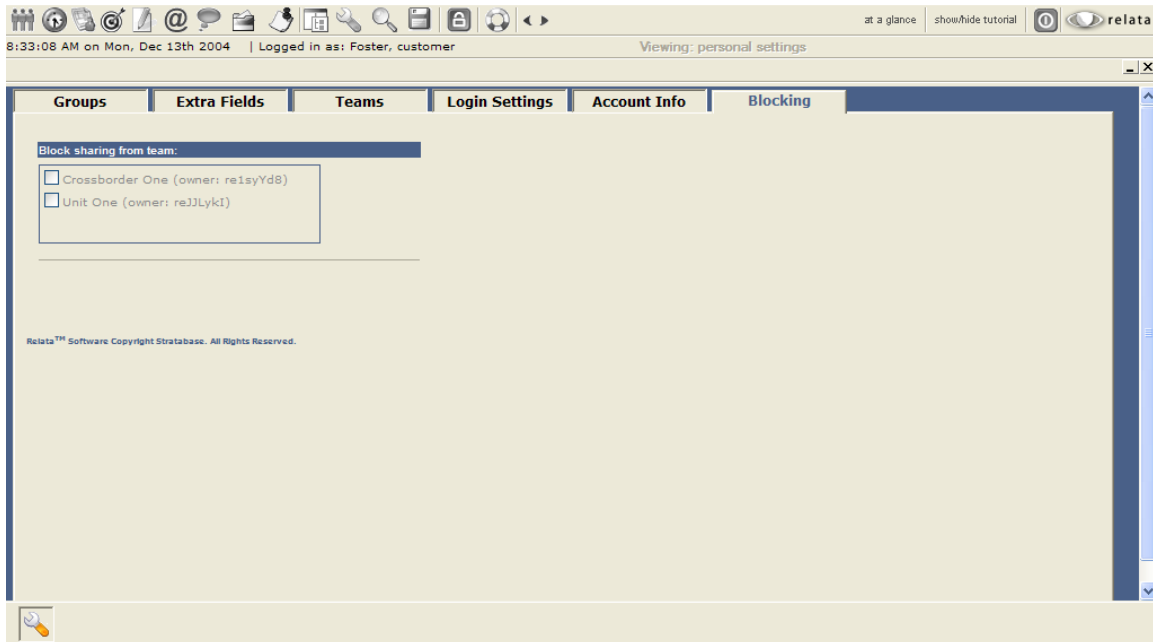 at a glance show/hide tutorial relata
8:33:08 AM on Mon, Dec 13th 2004 | Logged in as: Foster, customer Viewing: personal settings
Groups Extra Fields Teams Login Settings Account Info Blocking
Block sharing from team:
Crossborder One (owner: re1syYd8)
Unit One (owner: reJJLykI)
Relata™ Software Copyright Stratabase. All Rights Reserved.